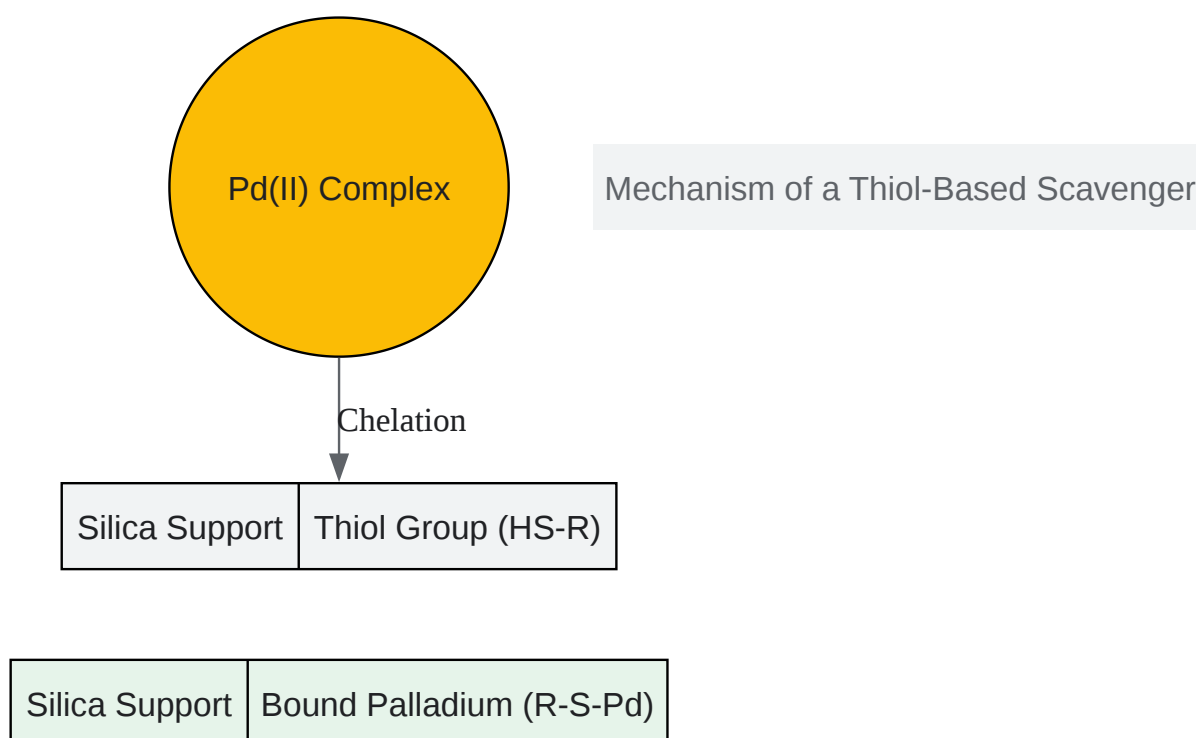 Pd(II) Complex
Mechanism of a Thiol-Based Scavenger
Chelation
Silica Support
Thiol Group (HS-R)
Silica Support
Bound Palladium (R-S-Pd)